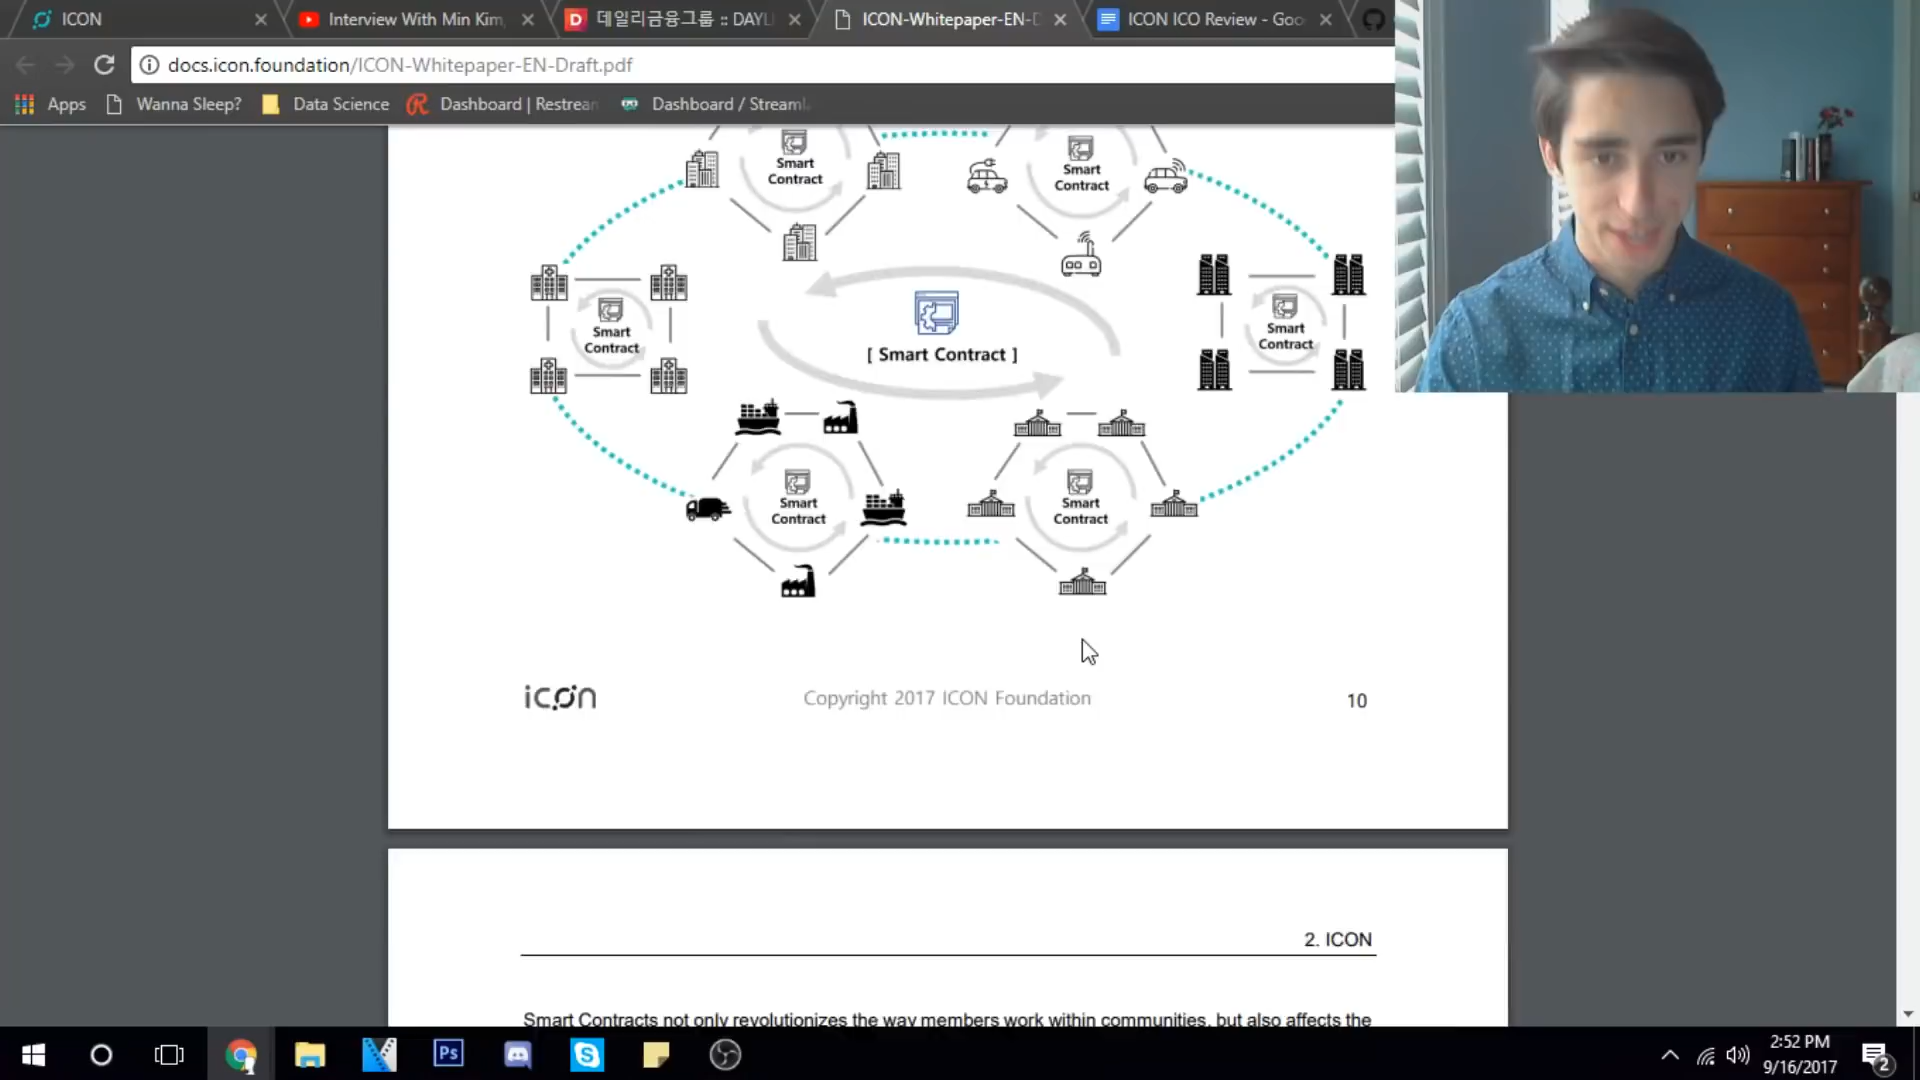 ICON
Interview With Min Kim,
데일리금융그룹 :: DAYLI
ICON-Whitepaper-EN-D
ICON ICO Review - Goo
docs.icon.foundation/ICON-Whitepaper-EN-Draft.pdf
Apps
Wanna Sleep?
Data Science
Dashboard | Restrean
Dashboard / Streaml
Smart
Contract
Smart
Contract
Smart
Contract
[ Smart Contract ]
Smart
Contract
Smart
Contract
Smart
Contract
icon
Copyright 2017 ICON Foundation
10
2. ICON
Smart Contracts not only revolutionizes the way members work within communities, but also affects the
Ps
2:52 PM
9/16/2017
2